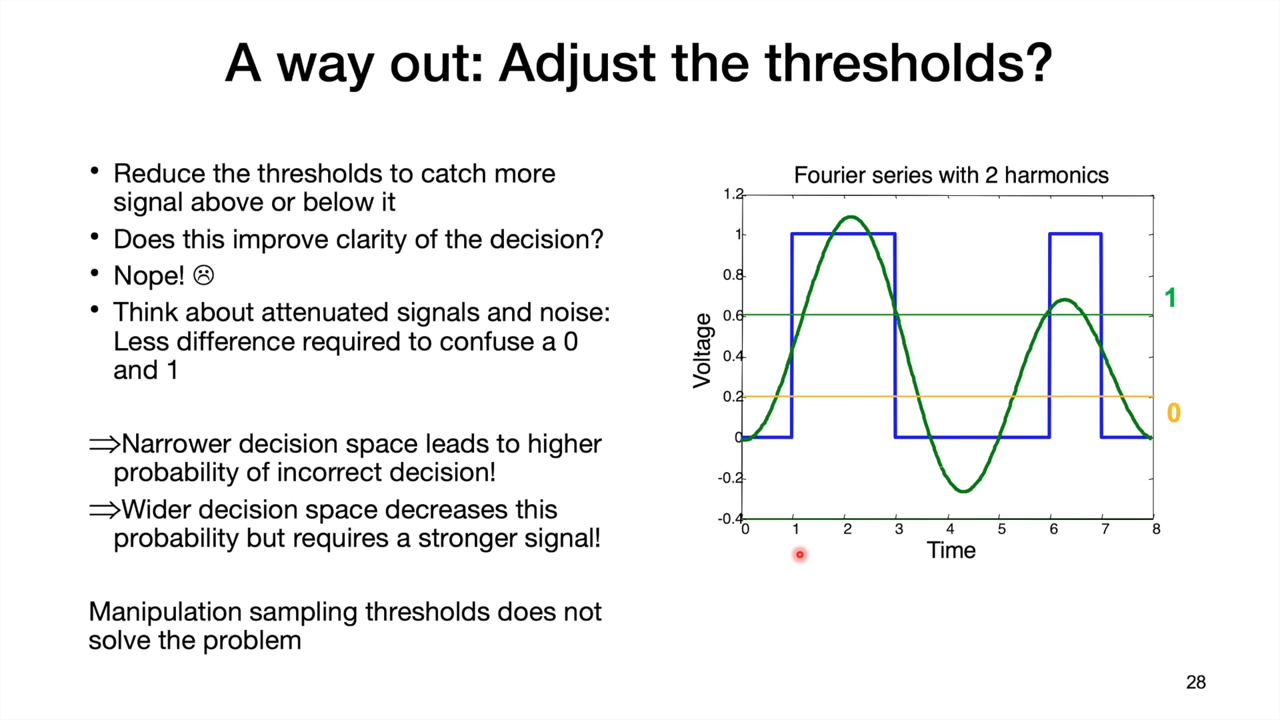 A way out: Adjust the thresholds?
• Reduce the thresholds to catch more
signal above or below it
• Does this improve clarity of the decision?
• Nope! ☹
• Think about attenuated signals and noise:
Less difference required to confuse a 0
and 1
⇒Narrower decision space leads to higher
probability of incorrect decision!
⇒Wider decision space decreases this
probability but requires a stronger signal!
Manipulation sampling thresholds does not
solve the problem
Fourier series with 2 harmonics
1.2
1
0.8
0.6
0.4
0.2
0
-0.2
-0.4
Voltage
0 1 2 3 4 5 6 7 8
Time
1
0
28